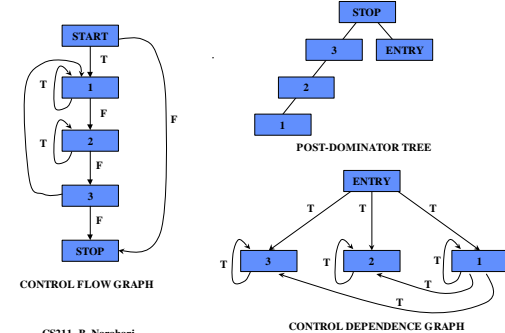 START
T
1
T
F
2
T
F
F
3
F
STOP
CONTROL FLOW GRAPH
STOP
3
ENTRY
2
1
POST-DOMINATOR TREE
ENTRY
T
T
T
3
2
1
T
T
T
T
T
CONTROL DEPENDENCE GRAPH